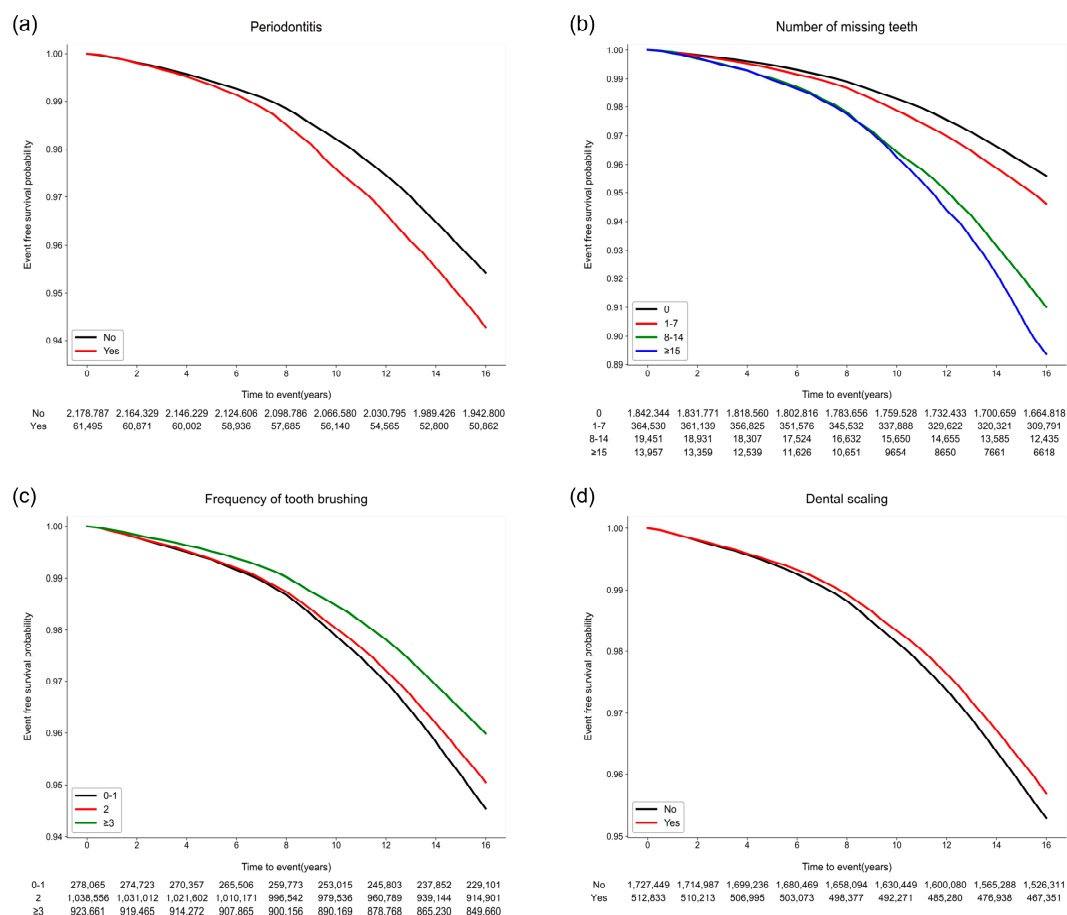 (a)
Periodontitis
1.00
0.99
0.98
0.97
0.96
0.95
0.94
Event free survival probability
No
Yes
0 2 4 6 8 10 12 14 16
Time to event(years)
No 2.178,787 2,164.329 2,146,229 2,124.606 2,098.786 2,066.580 2,030.795 1,989.426 1,942.800
Yes 61,495 60,871 60,002 58,936 57,685 56,140 54,565 52,800 50,862
(b)
Number of missing teeth
1.00
0.99
0.98
0.97
0.96
0.95
0.94
0.93
0.92
0.91
0.90
0.89
Event free survival probability
0
1-7
8-14
≥15
0 2 4 6 8 10 12 14 16
Time to event(years)
0 1,842.344 1,831.771 1,818.560 1,802.816 1,783.656 1,759.528 1,732.433 1,700.659 1,664.818
1-7 364,530 361,139 356,825 351,576 345,532 337,888 329,622 320,321 309,791
8-14 19,451 18,931 18,307 17,524 16,632 15,650 14,655 13,585 12,435
≥15 13,957 13,359 12,539 11,626 10,651 9654 8650 7661 6618
(c)
Frequency of tooth brushing
1.00
0.99
0.98
0.97
0.96
0.95
0.94
Event free survival probability
0-1
2
≥3
0 2 4 6 8 10 12 14 16
Time to event(years)
0-1 278,065 274,723 270,357 265,506 259,773 253,015 245,803 237,852 229,101
2 1,038,556 1,031,012 1,021,602 1,010,171 996,542 979,536 960,789 939,144 914,901
≥3 923.661 919.465 914.272 907.865 900.156 890.169 878.768 865.230 849.660
(d)
Dental scaling
1.00
0.99
0.98
0.97
0.96
0.95
Event free survival probability
No
Yes
0 2 4 6 8 10 12 14 16
Time to event(years)
No 1,727,449 1,714,987 1,699,236 1,680,469 1,658,094 1,630,449 1,600,080 1,565,288 1,526,311
Yes 512,833 510,213 506,995 503,073 498,377 492,271 485,280 476,938 467,351